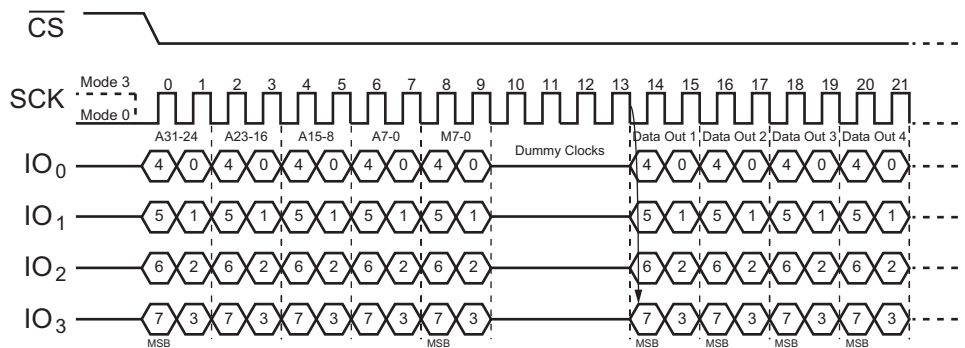 CS
Mode 3
SCK
Mode 0
0 1 2 3 4 5 6 7 8 9 10 11 12 13 14 15 16 17 18 19 20 21
A31-24 A23-16 A15-8 A7-0 M7-0 Data Out 1 Data Out 2 Data Out 3 Data Out 4
IO0 4 0 4 0 4 0 4 0 4 0 Dummy Clocks 4 0 4 0 4 0 4 0
IO1 5 1 5 1 5 1 5 1 5 1 5 1 5 1 5 1 5 1
IO2 6 2 6 2 6 2 6 2 6 2 6 2 6 2 6 2 6 2
IO3 7 3 7 3 7 3 7 3 7 3 7 3 7 3 7 3 7 3
MSB MSB MSB MSB MSB MSB